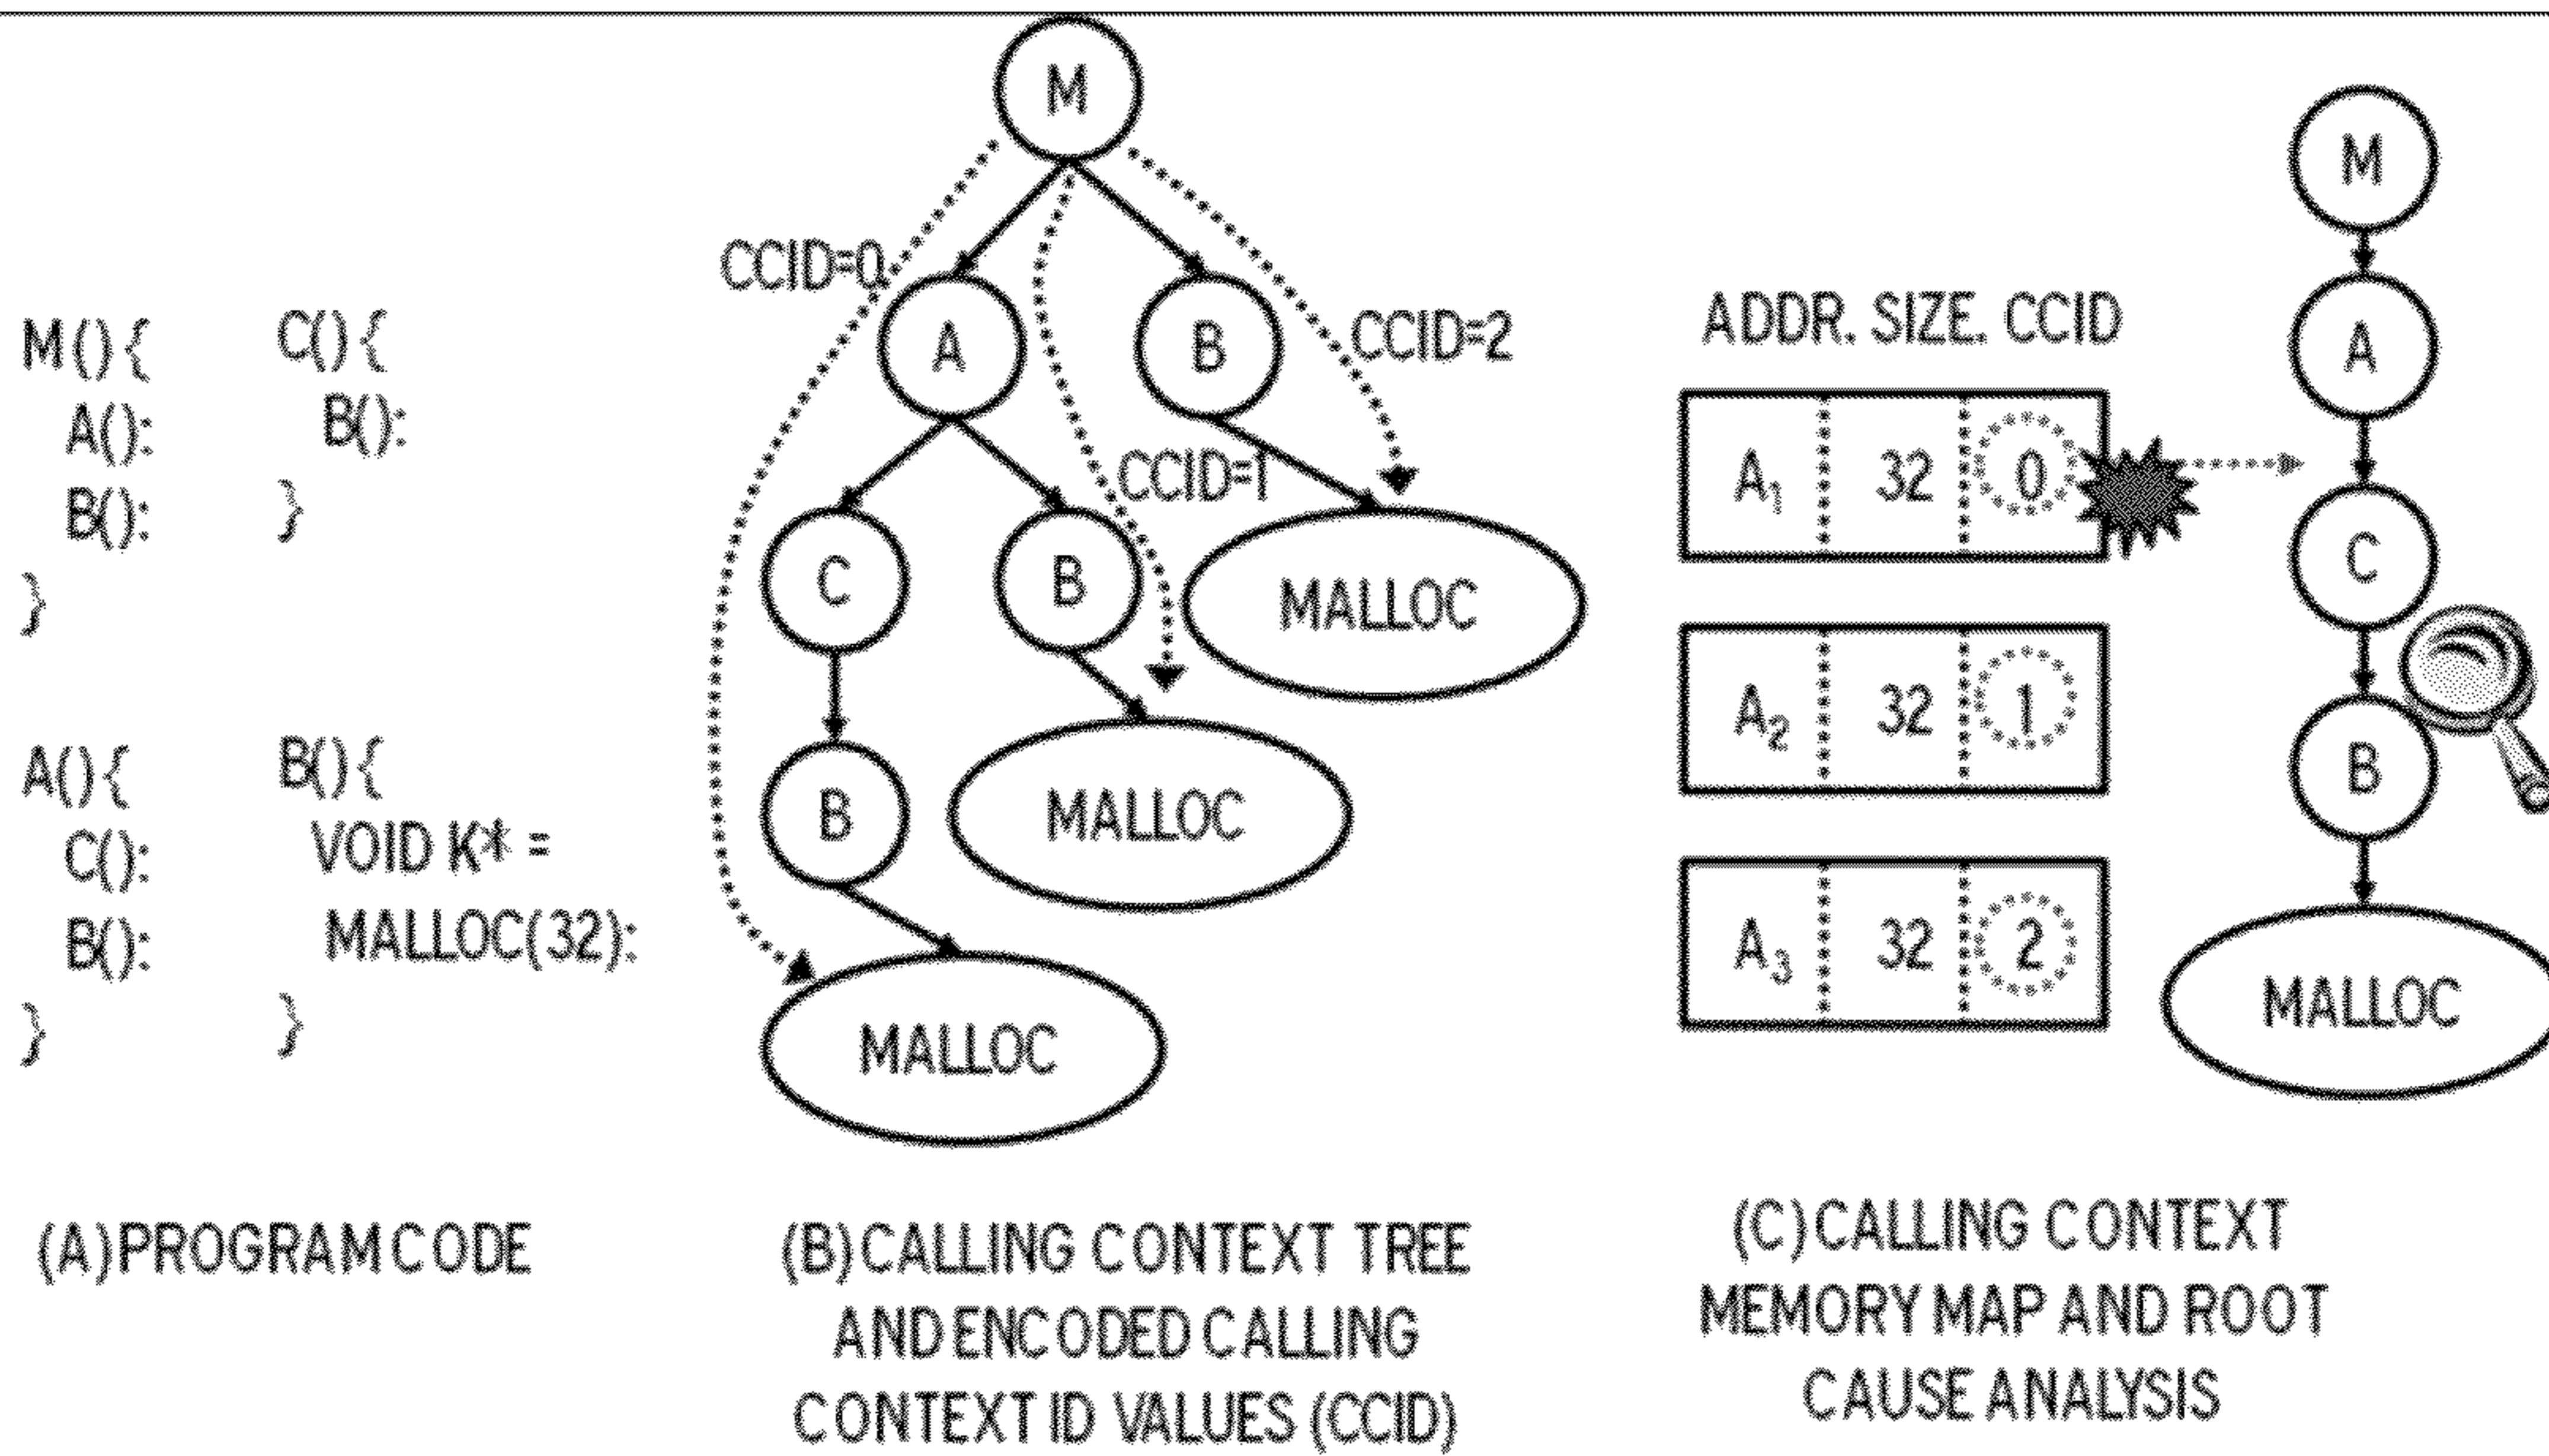 M(){
A():
B():
}
C(){
B():
}
A(){
C():
B():
}
B(){
VOID K* =
MALLOC(32):
}
(A)PROGRAM CODE
M
CCID=0
A
B
CCID=2
CCID=1
C
B
MALLOC
B
MALLOC
MALLOC
(B)CALLING CONTEXT TREE
AND ENCODED CALLING
CONTEXT ID VALUES (CCID)
ADDR. SIZE. CCID
A1 32 0
A2 32 1
A3 32 2
M
A
C
B
MALLOC
(C)CALLING CONTEXT
MEMORY MAP AND ROOT
CAUSE ANALYSIS